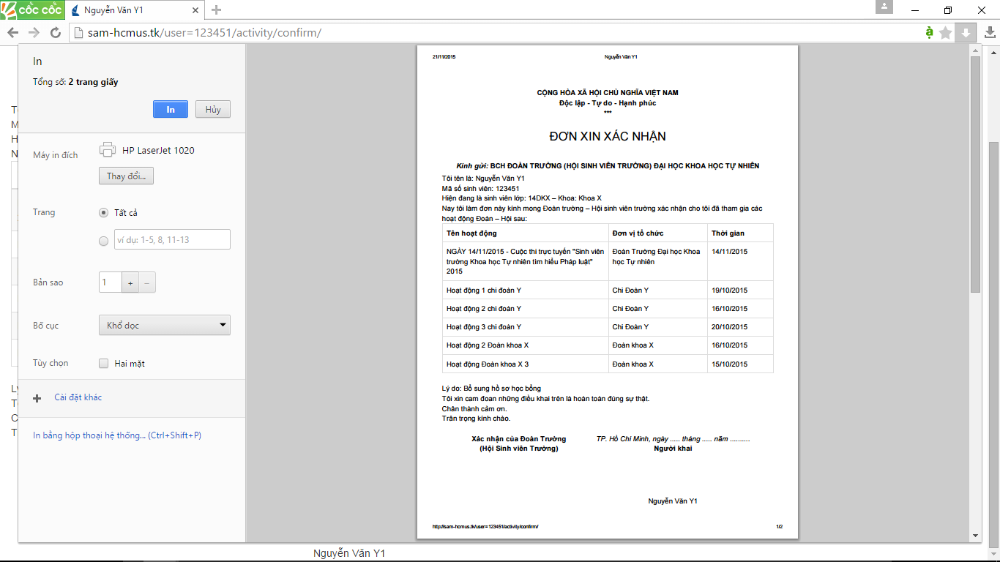 cốc cốc
Nguyễn Văn Y1
sam-hcmus.tk/user=123451/activity/confirm/
In
Tổng số: 2 trang giấy
In
Hủy
Máy in đích
HP LaserJet 1020
Thay đổi...
Trang
Tất cả
ví dụ: 1-5, 8, 11-13
Bản sao
1
+
–
Bố cục
Khổ dọc
Tùy chọn
Hai mặt
+
Cài đặt khác
In bằng hộp thoại hệ thống... (Ctrl+Shift+P)
21/11/2015
Nguyễn Văn Y1
CỘNG HÒA XÃ HỘI CHỦ NGHĨA VIỆT NAM
Độc lập - Tự do - Hạnh phúc
***
ĐƠN XIN XÁC NHẬN
Kính gửi: BCH ĐOÀN TRƯỜNG (HỘI SINH VIÊN TRƯỜNG) ĐẠI HỌC KHOA HỌC TỰ NHIÊN
Tôi tên là: Nguyễn Văn Y1
Mã số sinh viên: 123451
Hiện đang là sinh viên lớp: 14DKX – Khoa: Khoa X
Nay tôi làm đơn này kính mong Đoàn trường – Hội sinh viên trường xác nhận cho tôi đã tham gia các
hoạt động Đoàn – Hội sau:
Tên hoạt động Đơn vị tổ chức Thời gian
NGÀY 14/11/2015 - Cuộc thi trực tuyến "Sinh viên Đoàn Trường Đại học Khoa 14/11/2015
trường Khoa học Tự nhiên tìm hiểu Pháp luật" học Tự nhiên
2015
Hoạt động 1 chi đoàn Y Chi Đoàn Y 19/10/2015
Hoạt động 2 chi đoàn Y Chi Đoàn Y 16/10/2015
Hoạt động 3 chi đoàn Y Chi Đoàn Y 20/10/2015
Hoạt động 2 Đoàn khoa X Đoàn khoa X 16/10/2015
Hoạt động Đoàn khoa X 3 Đoàn khoa X 15/10/2015
Lý do: Bổ sung hồ sơ học bổng
Tôi xin cam đoan những điều khai trên là hoàn toàn đúng sự thật.
Chân thành cảm ơn.
Trân trọng kính chào.
Xác nhận của Đoàn Trường TP. Hồ Chí Minh, ngày ..... tháng ..... năm ..........
(Hội Sinh viên Trường) Người khai
Nguyễn Văn Y1
http://sam-hcmus.tk/user=123451/activity/confirm/ 1/2
Nguyễn Văn Y1